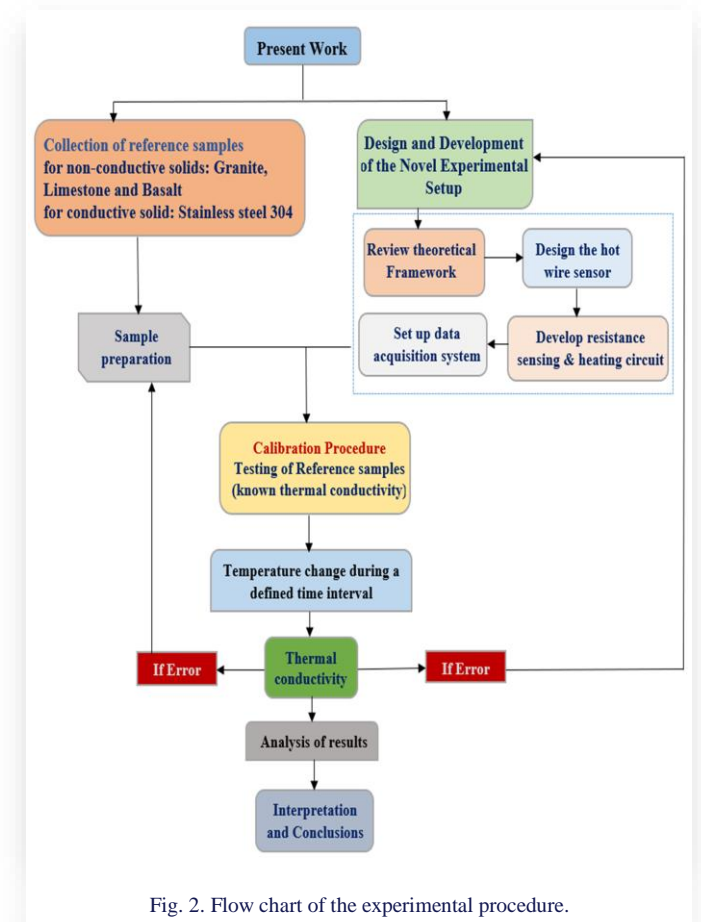 Present Work
Collection of reference samples
for non-conductive solids: Granite,
Limestone and Basalt
for conductive solid: Stainless steel 304
Design and Development
of the Novel Experimental
Setup
Review theoretical
Framework
Design the hot
wire sensor
Set up data
acquisition system
Develop resistance
sensing & heating circuit
Sample
preparation
Calibration Procedure
Testing of Reference samples
(known thermal conductivity)
Temperature change during a
defined time interval
If Error
Thermal
conductivity
If Error
Analysis of results
Interpretation
and Conclusions
Fig. 2. Flow chart of the experimental procedure.